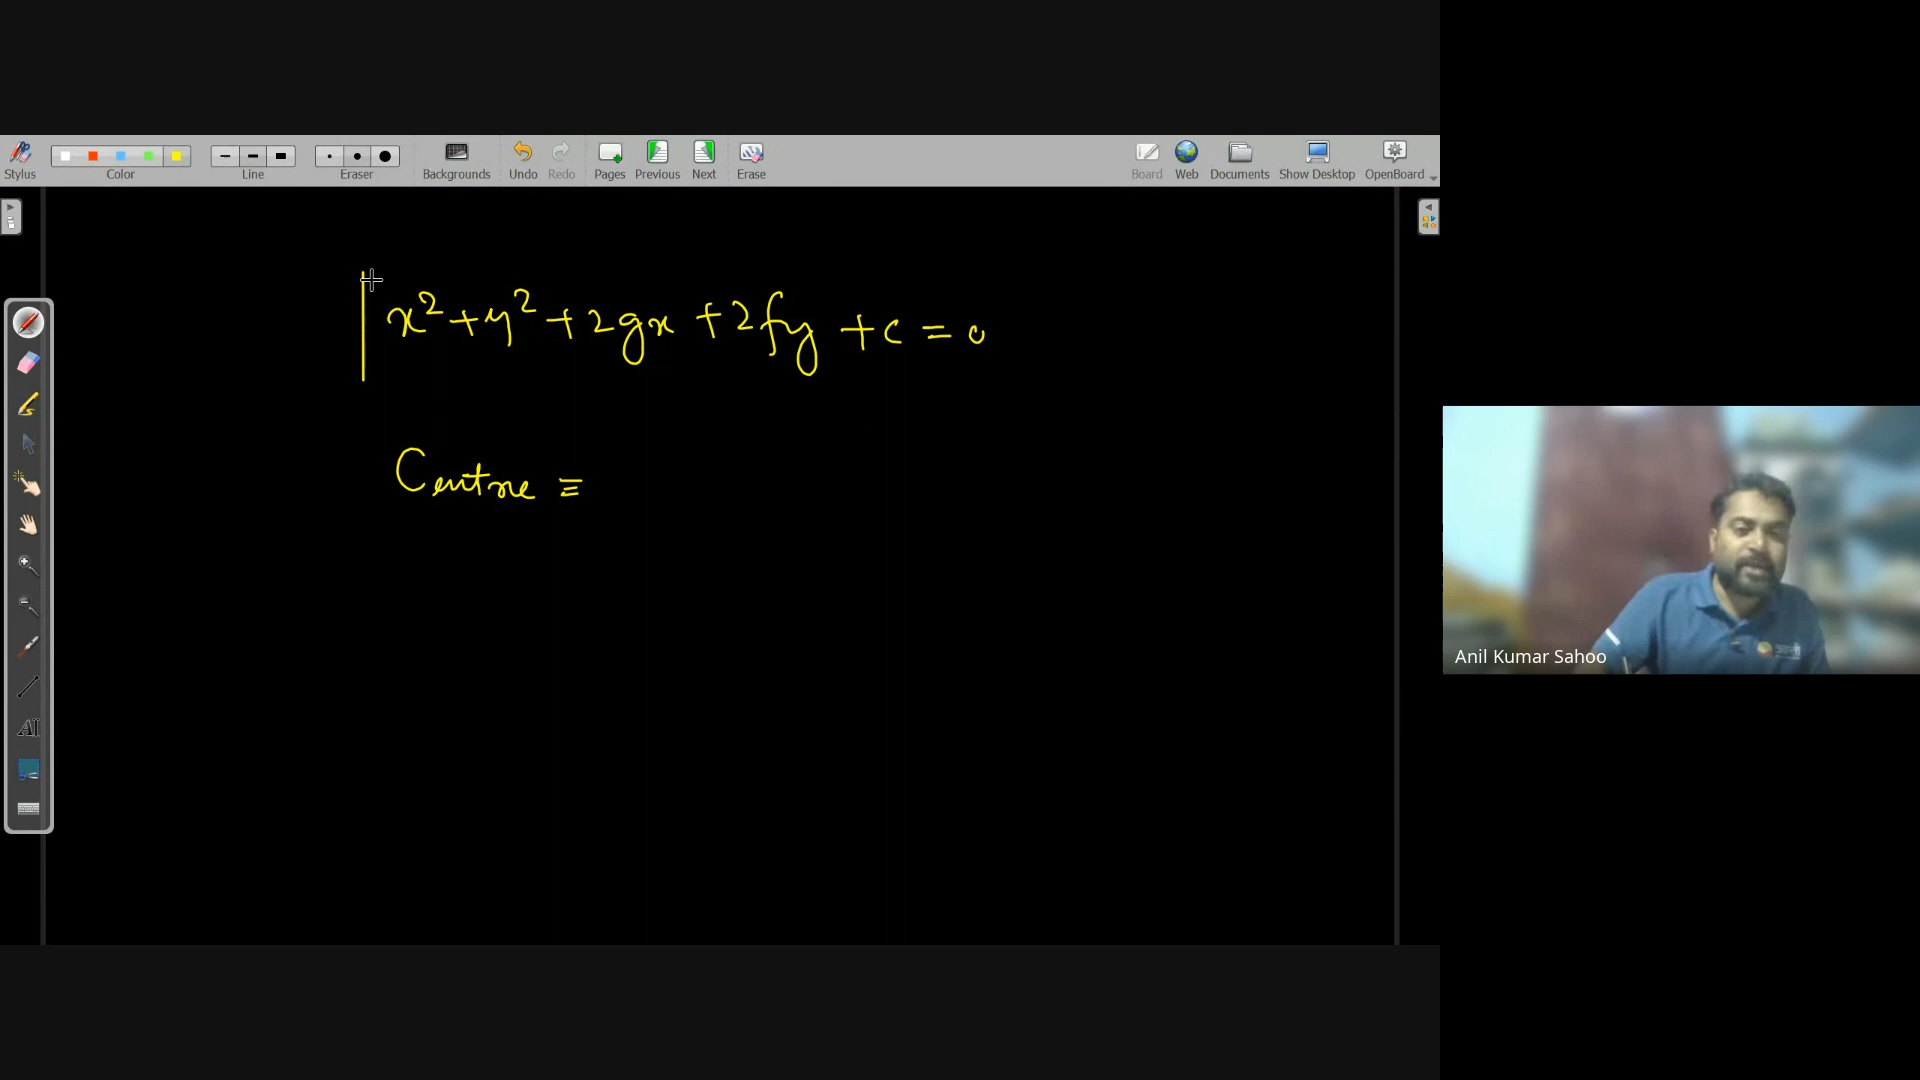 Stylus Color Line Eraser Backgrounds Undo Redo Pages Previous Next Erase Board Web Documents Show Desktop OpenBoard
x² + y² + 2gx + 2fy + c = 0
Centre ≡
AI
Anil Kumar Sahoo